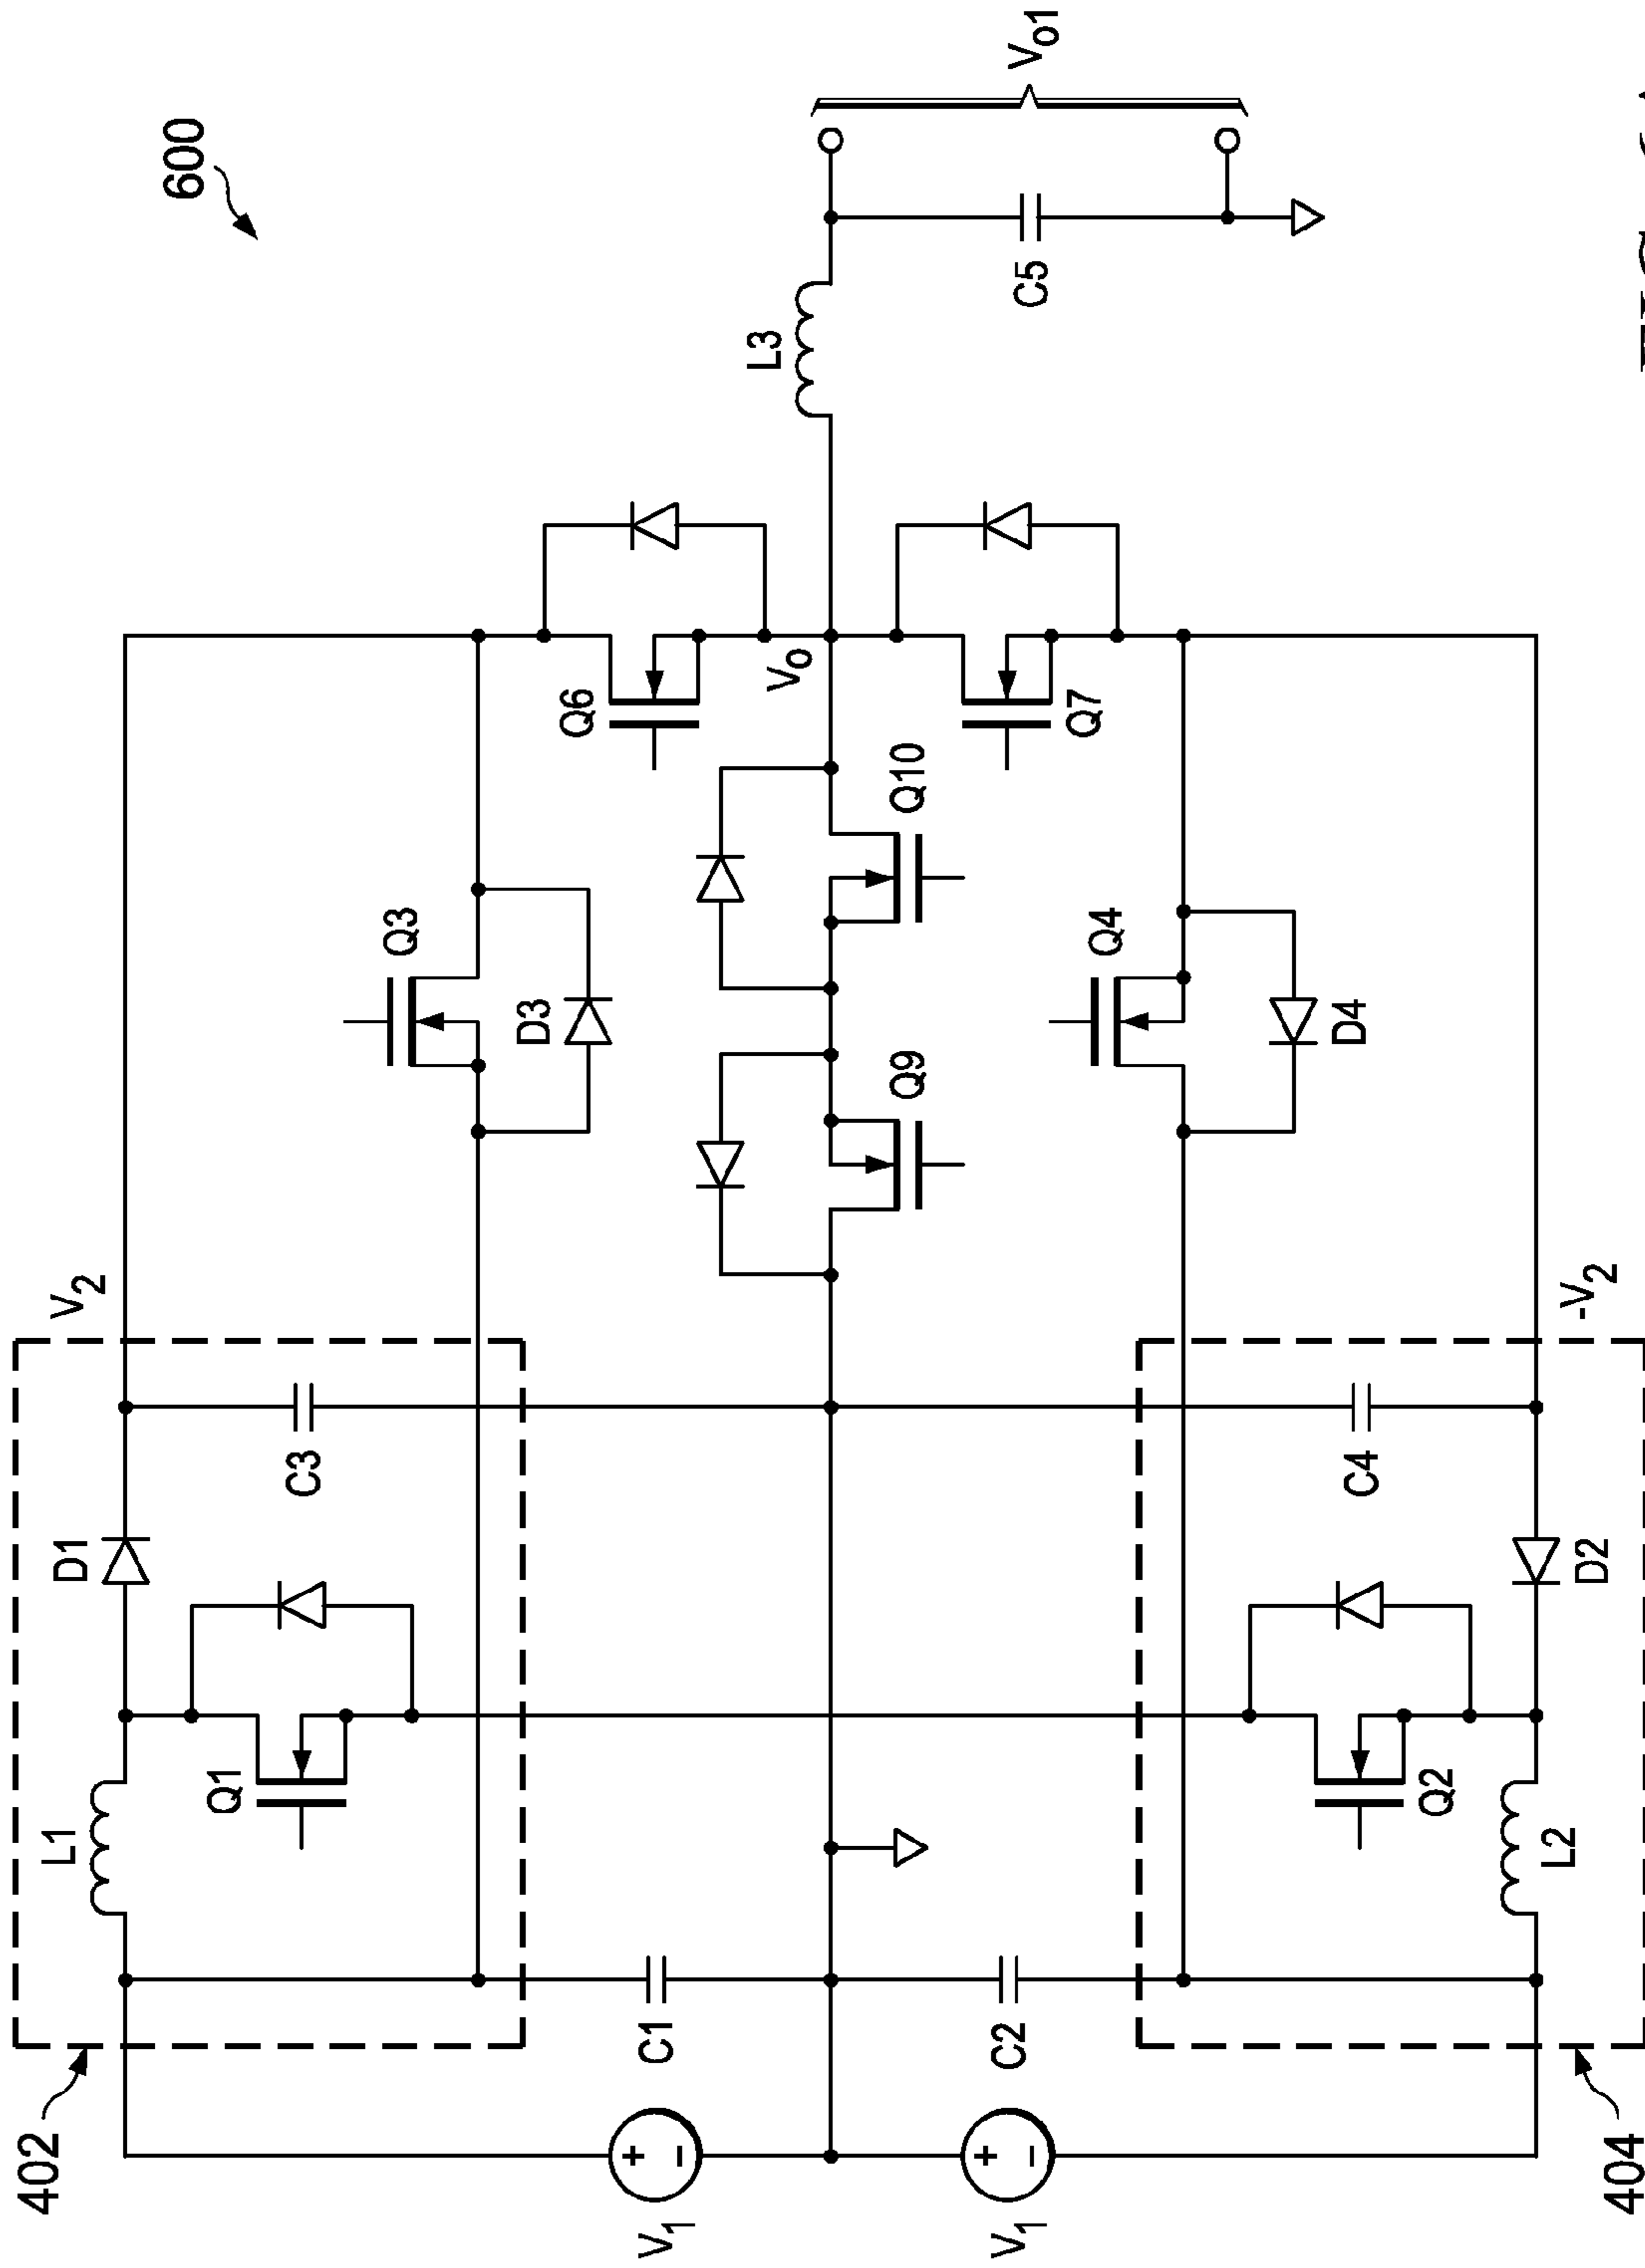 600
402
L1
D1
V2
Q1
C3
Q3
D3
Q6
V1
+
-
C1
L3
Vo
Q9
Q10
V1
+
-
C2
C5
Vo1
Q7
Q4
D4
C4
Q2
L2
D2
-V2
404